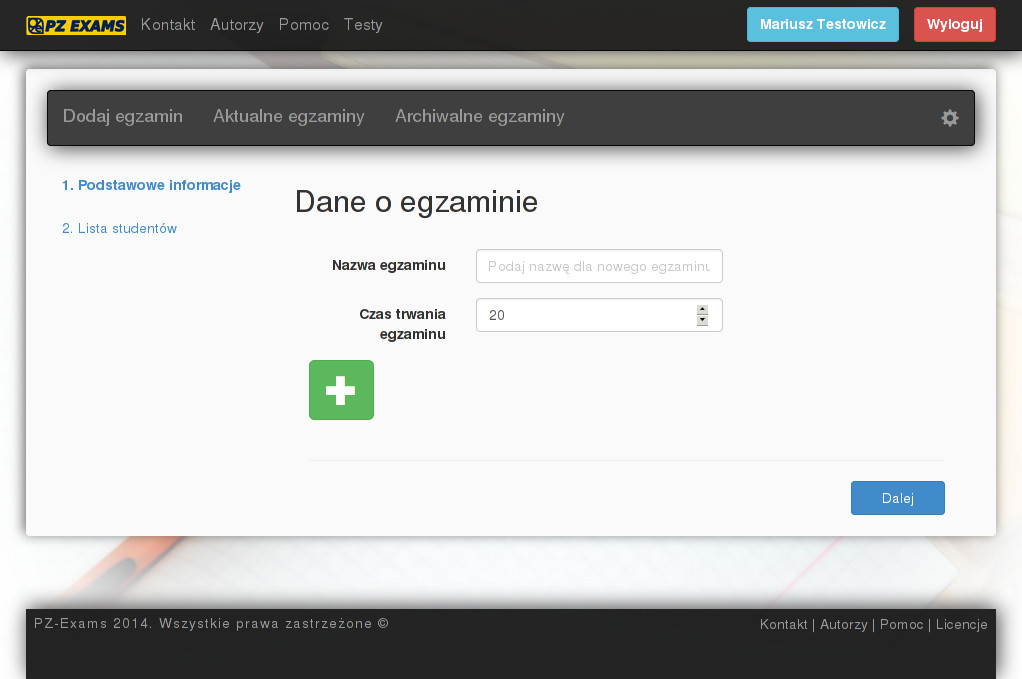 PZ EXAMS Kontakt Autorzy Pomoc Testy Mariusz Testowicz Wyloguj
Dodaj egzamin Aktualne egzaminy Archiwalne egzaminy
1. Podstawowe informacje
2. Lista studentów
Dane o egzaminie
Nazwa egzaminu Podaj nazwę dla nowego egzaminu
Czas trwania
egzaminu
20
Dalej
PZ-Exams 2014. Wszystkie prawa zastrzeżone © Kontakt | Autorzy | Pomoc | Licencje